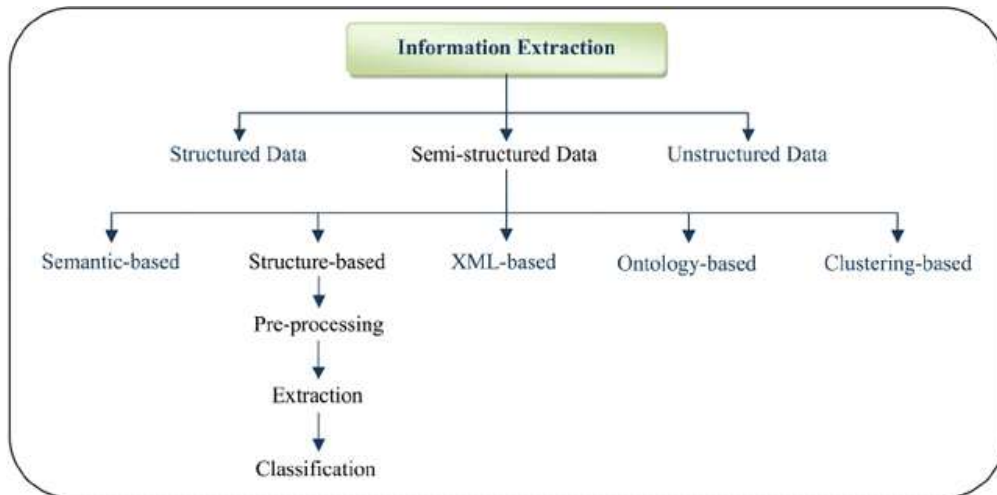 Information Extraction
Structured Data
Semi-structured Data
Unstructured Data
Semantic-based
Structure-based
XML-based
Ontology-based
Clustering-based
Pre-processing
Extraction
Classification